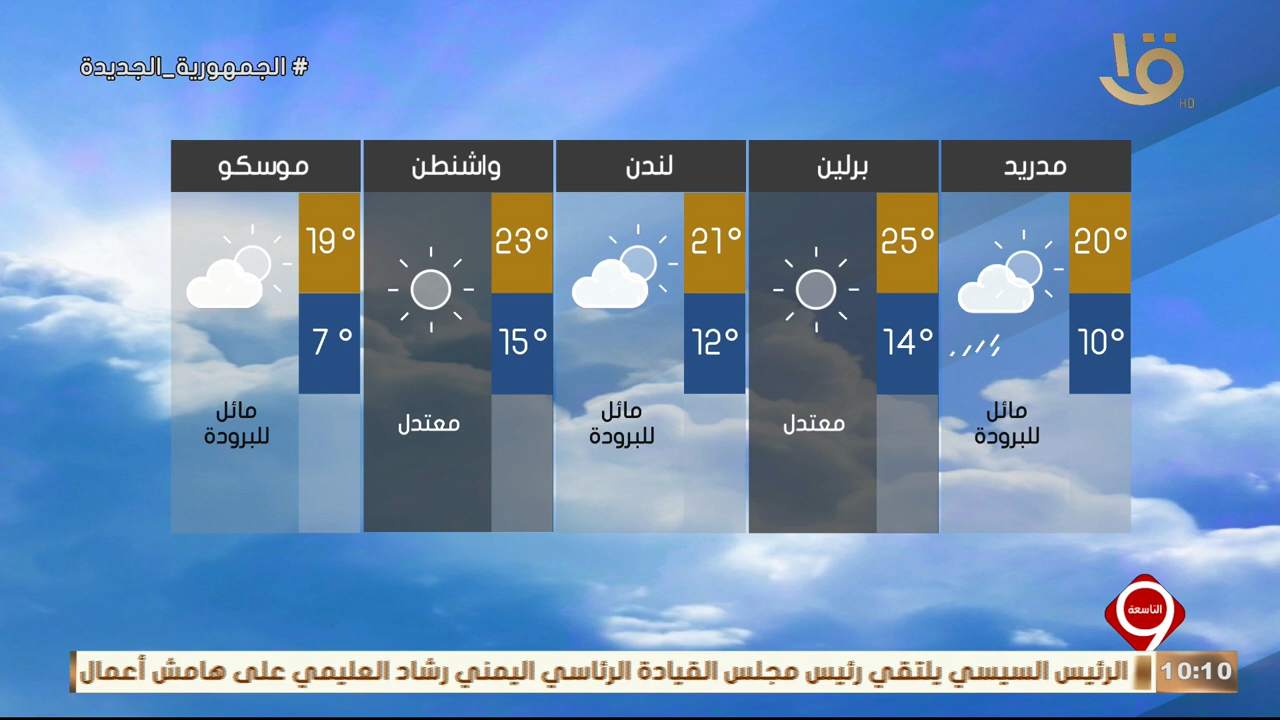 #الجمهورية_الجديدة
HD
مدريد
20°
10°
مائل
للبرودة
برلين
25°
14°
معتدل
لندن
21°
12°
مائل
للبرودة
واشنطن
23°
15°
معتدل
موسكو
19°
7°
مائل
للبرودة
التاسعة
9
10:10
الرئيس السيسي يلتقي رئيس مجلس القيادة الرئاسي اليمني رشاد العليمي على هامش أعمال